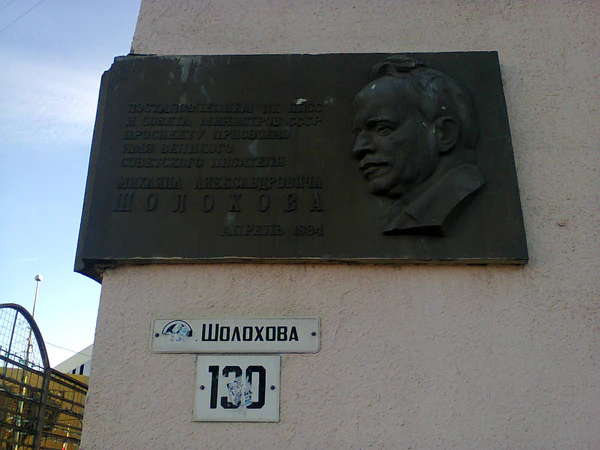 ПОСТАНОВЛЕНИЕМ ЦК КПСС
И СОВЕТА МИНИСТРОВ СССР
ПРОСПЕКТУ ПРИСВОЕНО
ИМЯ ВЕЛИКОГО
СОВЕТСКОГО ПИСАТЕЛЯ
МИХАИЛА АЛЕКСАНДРОВИЧА
ШОЛОХОВА
АПРЕЛЬ 1984
ШОЛОХОВА
130